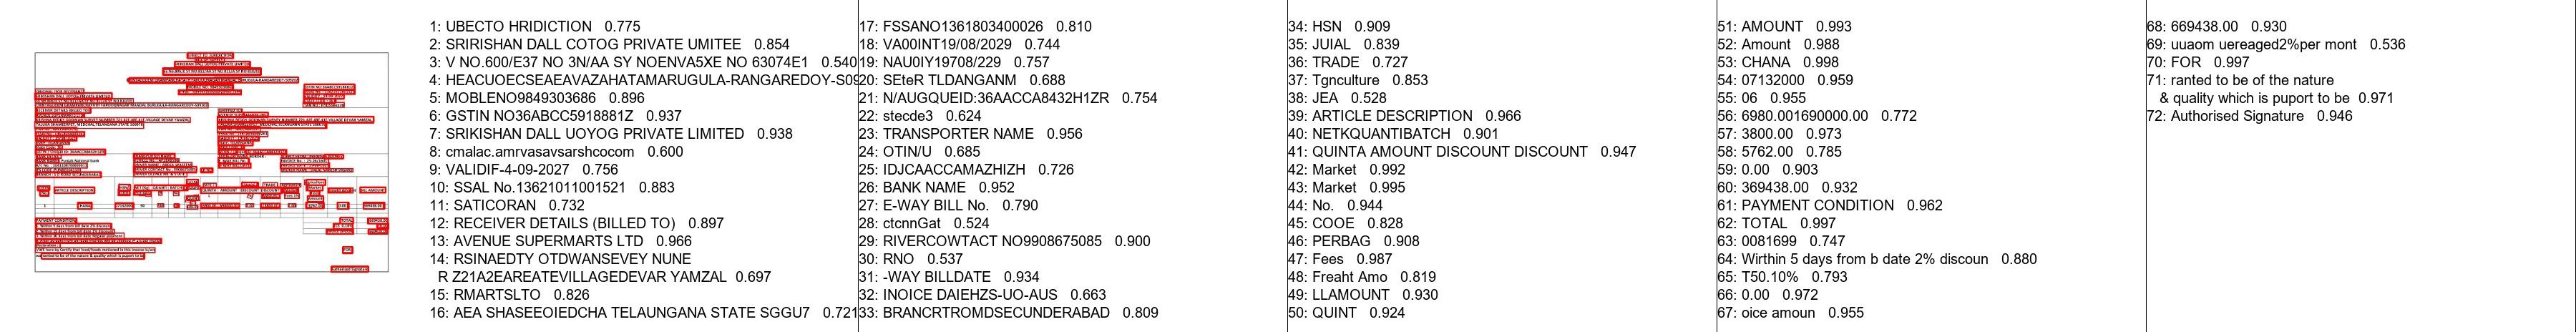 1: UBECTO HRIDICTION 0.775
2: SRIRISHAN DALL COTOG PRIVATE UMITEE 0.854
3: V NO.600/E37 NO 3N/AA SY NOENVA5XE NO 63074E1 0.540
4: HEACUOECSEAEAVAZAHATAMARUGULA-RANGAREDOY-S09
5: MOBLENO9849303686 0.896
6: GSTIN NO36ABCC5918881Z 0.937
7: SRIKISHAN DALL UOYOG PRIVATE LIMITED 0.938
8: cmalac.amrvasavsarshcocom 0.600
9: VALIDIF-4-09-2027 0.756
10: SSAL No.13621011001521 0.883
11: SATICORAN 0.732
12: RECEIVER DETAILS (BILLED TO) 0.897
13: AVENUE SUPERMARTS LTD 0.966
14: RSINAEDTY OTDWANSEVEY NUNE
R Z21A2EAREATEVILLAGEDEVAR YAMZAL 0.697
15: RMARTSLTO 0.826
16: AEA SHASEEOIEDCHA TELAUNGANA STATE SGGU7 0.721
17: FSSANO1361803400026 0.810
18: VA00INT19/08/2029 0.744
19: NAU0IY19708/229 0.757
20: SEteR TLDANGANM 0.688
21: N/AUGQUEID:36AACCA8432H1ZR 0.754
22: stecde3 0.624
23: TRANSPORTER NAME 0.956
24: OTIN/U 0.685
25: IDJCAACCAMAZHIZH 0.726
26: BANK NAME 0.952
27: E-WAY BILL No. 0.790
28: ctcnnGat 0.524
29: RIVERCOWTACT NO9908675085 0.900
30: RNO 0.537
31: -WAY BILLDATE 0.934
32: INOICE DAIEHZS-UO-AUS 0.663
33: BRANCRTROMDSECUNDERABAD 0.809
34: HSN 0.909
35: JUIAL 0.839
36: TRADE 0.727
37: Tgnculture 0.853
38: JEA 0.528
39: ARTICLE DESCRIPTION 0.966
40: NETKQUANTIBATCH 0.901
41: QUINTA AMOUNT DISCOUNT DISCOUNT 0.947
42: Market 0.992
43: Market 0.995
44: No. 0.944
45: COOE 0.828
46: PERBAG 0.908
47: Fees 0.987
48: Freaht Amo 0.819
49: LLAMOUNT 0.930
50: QUINT 0.924
51: AMOUNT 0.993
52: Amount 0.988
53: CHANA 0.998
54: 07132000 0.959
55: 06 0.955
56: 6980.001690000.00 0.772
57: 3800.00 0.973
58: 5762.00 0.785
59: 0.00 0.903
60: 369438.00 0.932
61: PAYMENT CONDITION 0.962
62: TOTAL 0.997
63: 0081699 0.747
64: Wirthin 5 days from b date 2% discoun 0.880
65: T50.10% 0.793
66: 0.00 0.972
67: oice amoun 0.955
68: 669438.00 0.930
69: uuaom uereaged2%per mont 0.536
70: FOR 0.997
71: ranted to be of the nature
& quality which is puport to be 0.971
72: Authorised Signature 0.946